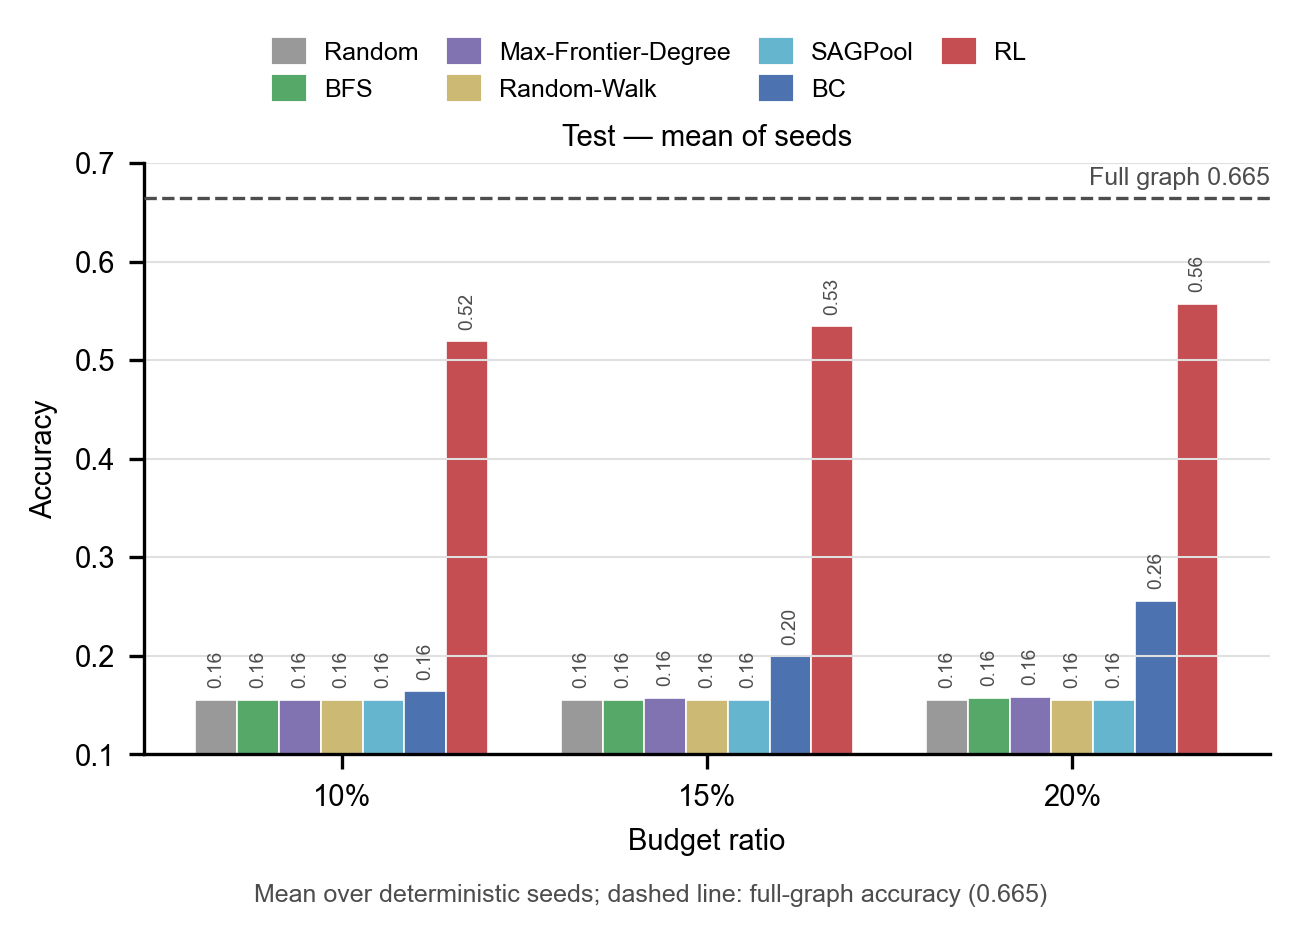 Random Max-Frontier-Degree SAGPool RL
BFS Random-Walk BC
Test — mean of seeds
0.7
Full graph 0.665
0.6
0.5
0.4
0.3
0.2
0.1
Accuracy
0.16 0.16 0.16 0.16 0.16 0.16 0.52
0.16 0.16 0.16 0.16 0.16 0.20 0.53
0.16 0.16 0.16 0.16 0.16 0.26 0.56
10% 15% 20%
Budget ratio
Mean over deterministic seeds; dashed line: full-graph accuracy (0.665)